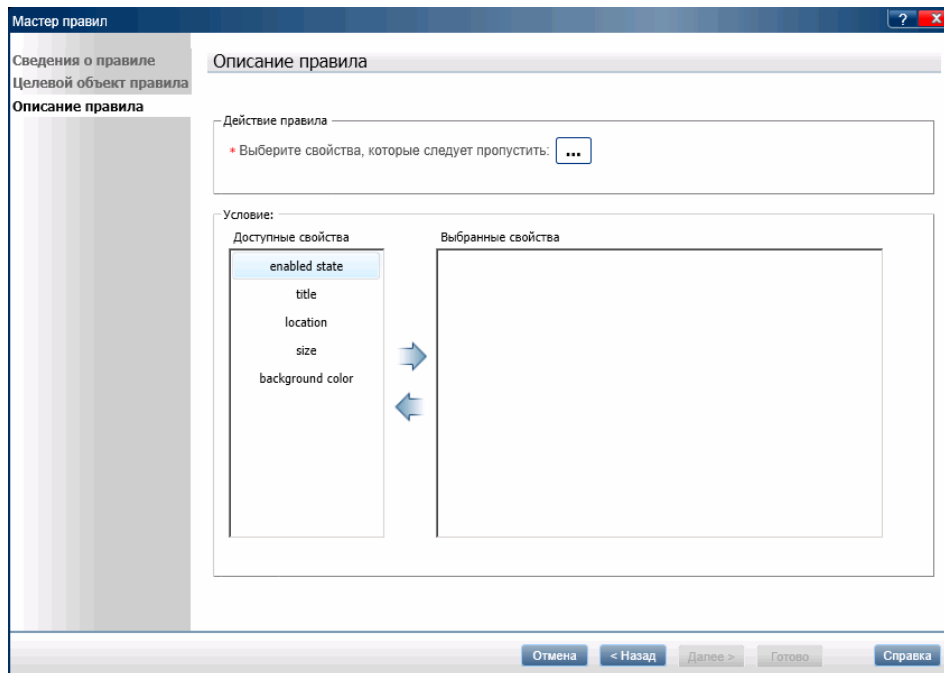 Мастер правил
?
X
Сведения о правиле
Целевой объект правила
Описание правила
Описание правила
Действие правила
* Выберите свойства, которые следует пропустить: ...
Условие:
Доступные свойства
Выбранные свойства
enabled state
title
location
size
background color
Отмена
< Назад
Далее >
Готово
Справка